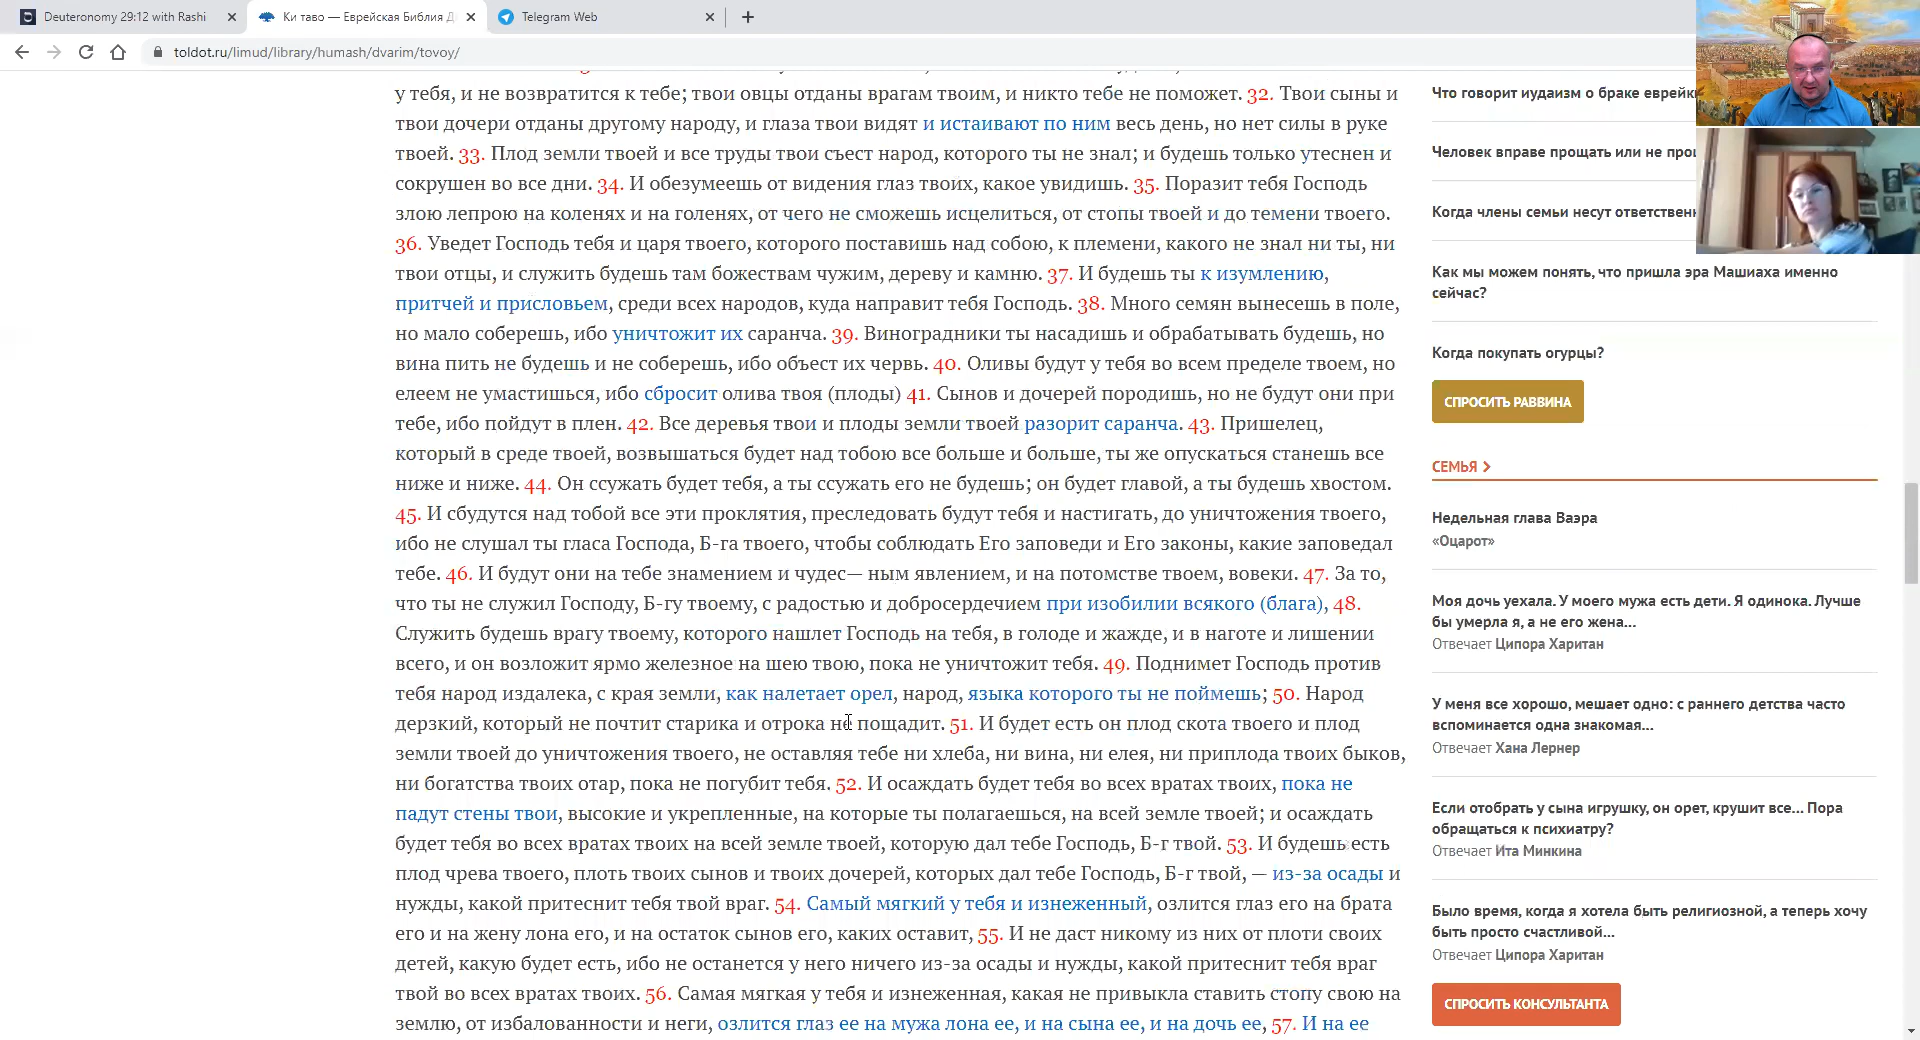 Deuteronomy 29:12 with Rashi
Ки таво — Еврейская Библия Д
Telegram Web
toldot.ru/limud/library/humash/dvarim/tovoy/
у тебя, и не возвратится к тебе; твои овцы отданы врагам твоим, и никто тебе не поможет. 32. Твои сыны и
твои дочери отданы другому народу, и глаза твои видят и истаивают по ним весь день, но нет силы в руке
твоей. 33. Плод земли твоей и все труды твои съест народ, которого ты не знал; и будешь только утеснен и
сокрушен во все дни. 34. И обезумеешь от видения глаз твоих, какое увидишь. 35. Поразит тебя Господь
злою лепрою на коленях и на голенях, от чего не сможешь исцелиться, от стопы твоей и до темени твоего.
36. Уведет Господь тебя и царя твоего, которого поставишь над собою, к племени, какого не знал ни ты, ни
твои отцы, и служить будешь там божествам чужим, дереву и камню. 37. И будешь ты к изумлению,
притчей и присловьем, среди всех народов, куда направит тебя Господь. 38. Много семян вынесешь в поле,
но мало соберешь, ибо уничтожит их саранча. 39. Виноградники ты насадишь и обрабатывать будешь, но
вина пить не будешь и не соберешь, ибо объест их червь. 40. Оливы будут у тебя во всем пределе твоем, но
елеем не умастишься, ибо сбросит олива твоя (плоды) 41. Сынов и дочерей породишь, но не будут они при
тебе, ибо пойдут в плен. 42. Все деревья твои и плоды земли твоей разорит саранча. 43. Пришелец,
который в среде твоей, возвышаться будет над тобою все больше и больше, ты же опускаться станешь все
ниже и ниже. 44. Он ссужать будет тебя, а ты ссужать его не будешь; он будет главой, а ты будешь хвостом.
45. И сбудутся над тобой все эти проклятия, преследовать будут тебя и настигать, до уничтожения твоего,
ибо не слушал ты гласа Господа, Б-га твоего, чтобы соблюдать Его заповеди и Его законы, какие заповедал
тебе. 46. И будут они на тебе знамением и чудес— ным явлением, и на потомстве твоем, вовеки. 47. За то,
что ты не служил Господу, Б-гу твоему, с радостью и добросердечием при изобилии всякого (блага), 48.
Служить будешь врагу твоему, которого нашлет Господь на тебя, в голоде и жажде, и в наготе и лишении
всего, и он возложит ярмо железное на шею твою, пока не уничтожит тебя. 49. Поднимет Господь против
тебя народ издалека, с края земли, как налетает орел, народ, языка которого ты не поймешь; 50. Народ
дерзкий, который не почтит старика и отрока не пощадит. 51. И будет есть он плод скота твоего и плод
земли твоей до уничтожения твоего, не оставляя тебе ни хлеба, ни вина, ни елея, ни приплода твоих быков,
ни богатства твоих отар, пока не погубит тебя. 52. И осаждать будет тебя во всех вратах твоих, пока не
падут стены твои, высокие и укрепленные, на которые ты полагаешься, на всей земле твоей; и осаждать
будет тебя во всех вратах твоих на всей земле твоей, которую дал тебе Господь, Б-г твой. 53. И будешь есть
плод чрева твоего, плоть твоих сынов и твоих дочерей, которых дал тебе Господь, Б-г твой, — из-за осады и
нужды, какой притеснит тебя твой враг. 54. Самый мягкий у тебя и изнеженный, озлится глаз его на брата
его и на жену лона его, и на остаток сынов его, каких оставит, 55. И не даст никому из них от плоти своих
детей, какую будет есть, ибо не останется у него ничего из-за осады и нужды, какой притеснит тебя враг
твой во всех вратах твоих. 56. Самая мягкая у тебя и изнеженная, какая не привыкла ставить стопу свою на
землю, от избалованности и неги, озлится глаз ее на мужа лона ее, и на сына ее, и на дочь ее, 57. И на ее
Что говорит иудаизм о браке еврейк
Человек вправе прощать или не
Когда члены семьи несут ответствен
Как мы можем понять, что пришла эра Машиаха именно
сейчас?
Когда покупать огурцы?
СПРОСИТЬ РАВВИНА
СЕМЬЯ
Недельная глава Ваэра
«Оцарот»
Моя дочь уехала. У моего мужа есть дети. Я одинока. Лучше
бы умерла я, а не его жена...
Отвечает Ципора Харитан
У меня все хорошо, мешает одно: с раннего детства часто
вспоминается одна знакомая...
Отвечает Хана Лернер
Если отобрать у сына игрушку, он орет, крушит все... Пора
обращаться к психиатру?
Отвечает Ита Минкина
Было время, когда я хотела быть религиозной, а теперь хочу
быть просто счастливой...
Отвечает Ципора Харитан
СПРОСИТЬ КОНСУЛЬТАНТА